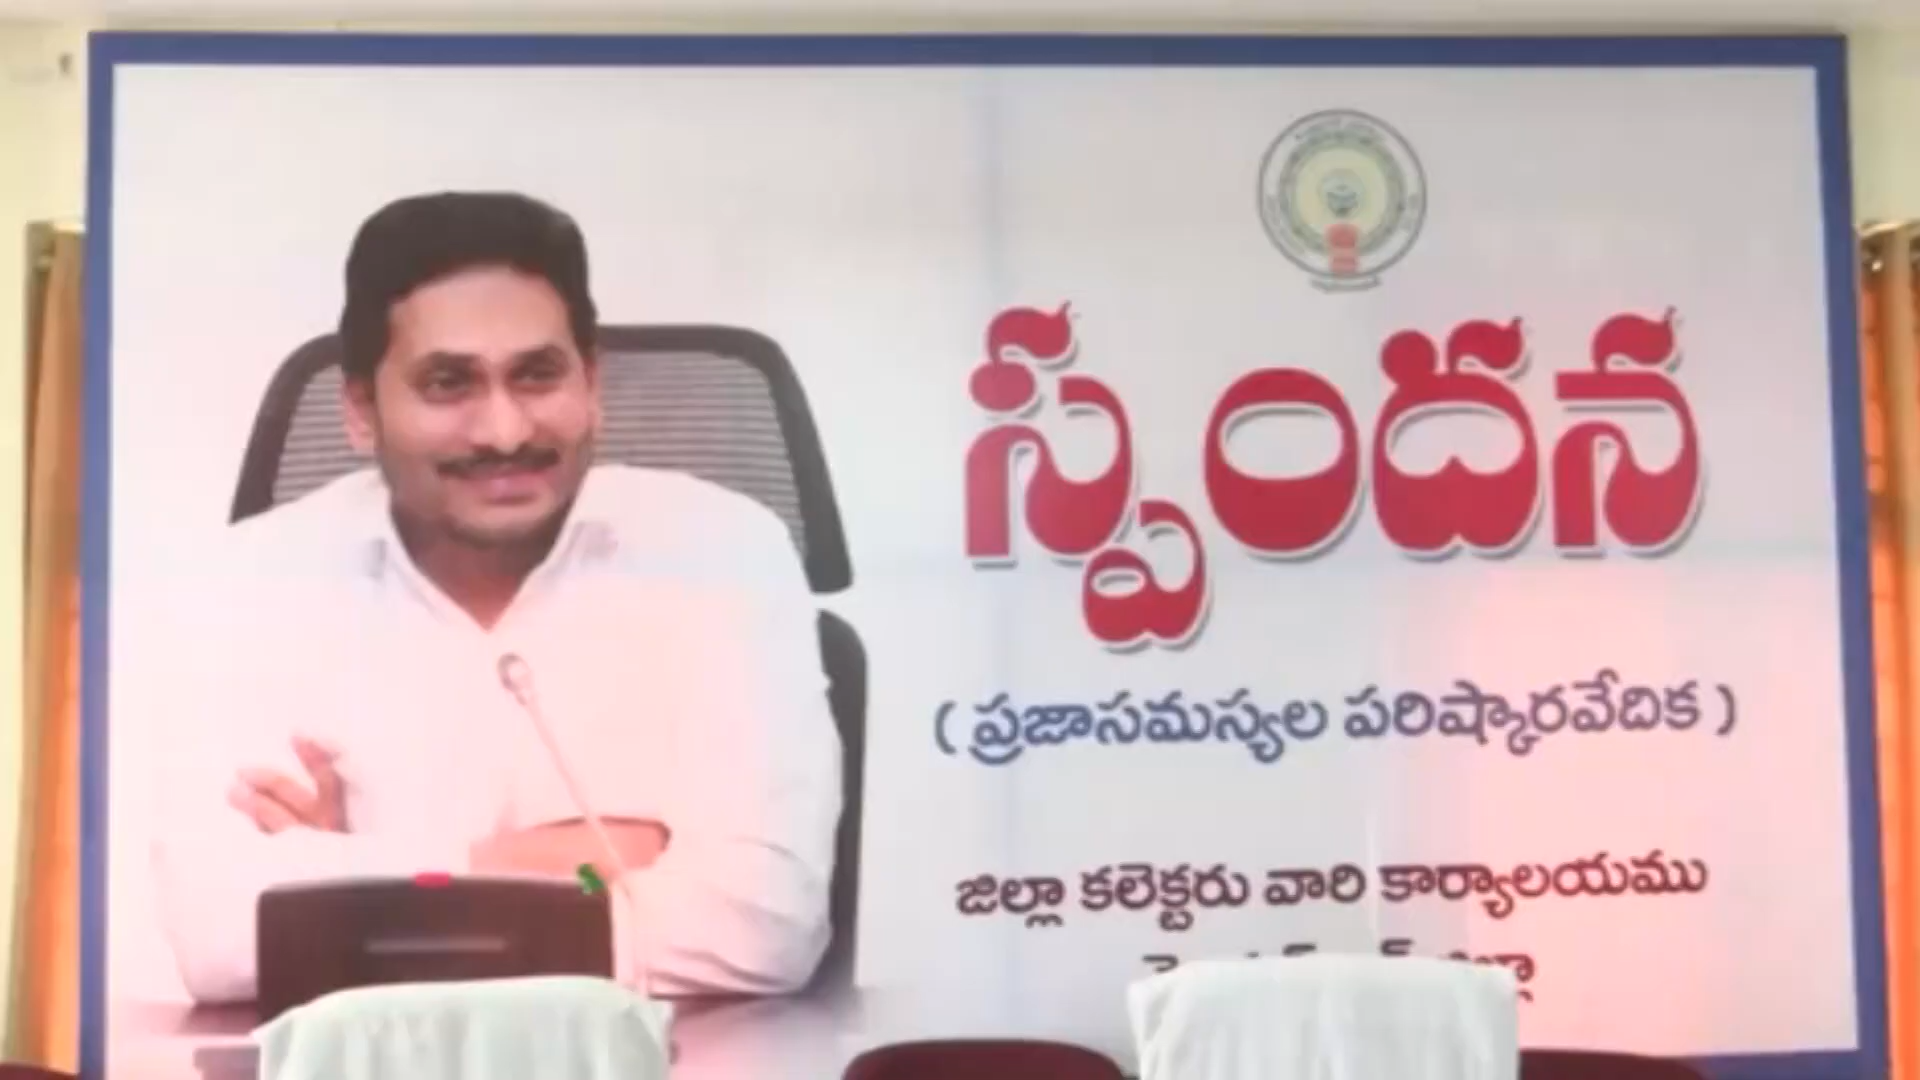 స్పందన
( ప్రజాసమస్యల పరిష్కారవేదిక )
జిల్లా కలెక్టరు వారి కార్యాలయము